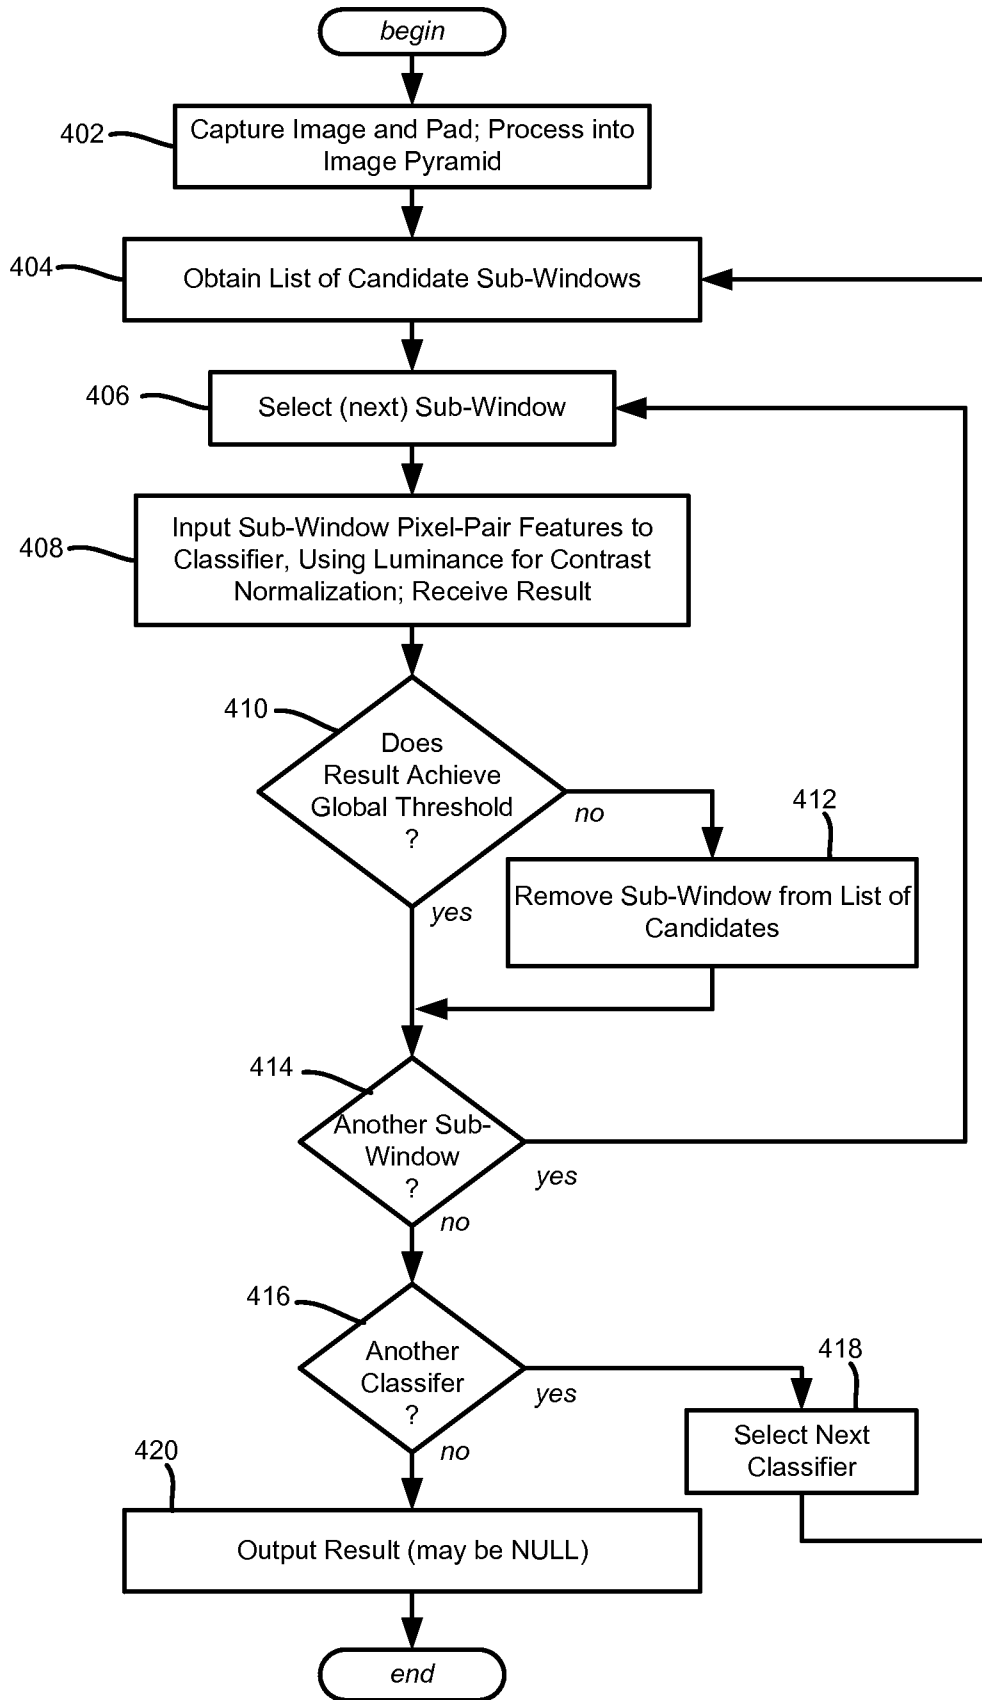 begin
402
Capture Image and Pad; Process into
Image Pyramid
404
Obtain List of Candidate Sub-Windows
406
Select (next) Sub-Window
408
Input Sub-Window Pixel-Pair Features to
Classifier, Using Luminance for Contrast
Normalization; Receive Result
410
Does
Result Achieve
Global Threshold
?
no
yes
412
Remove Sub-Window from List of
Candidates
414
Another Sub-
Window
?
yes
no
416
Another
Classifer
?
yes
no
418
Select Next
Classifier
420
Output Result (may be NULL)
end